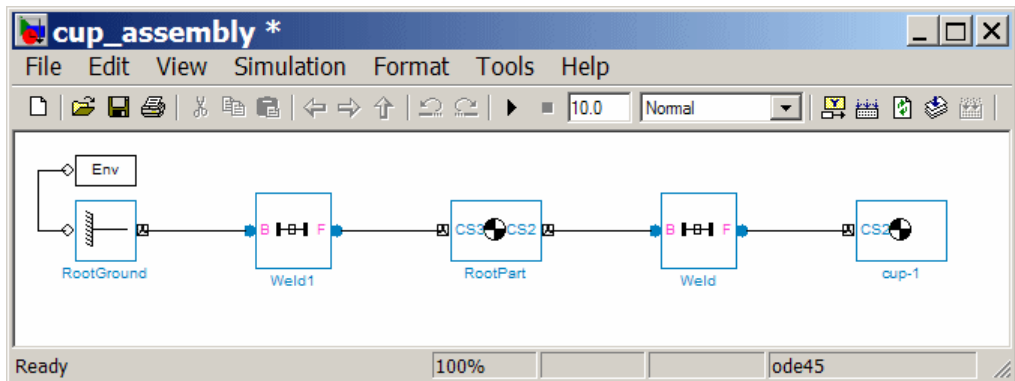 cup_assembly *
File Edit View Simulation Format Tools Help
10.0 Normal
Env
B F CS3 CS2 B F CS2
RootGround Weld1 RootPart Weld cup-1
Ready 100% ode45